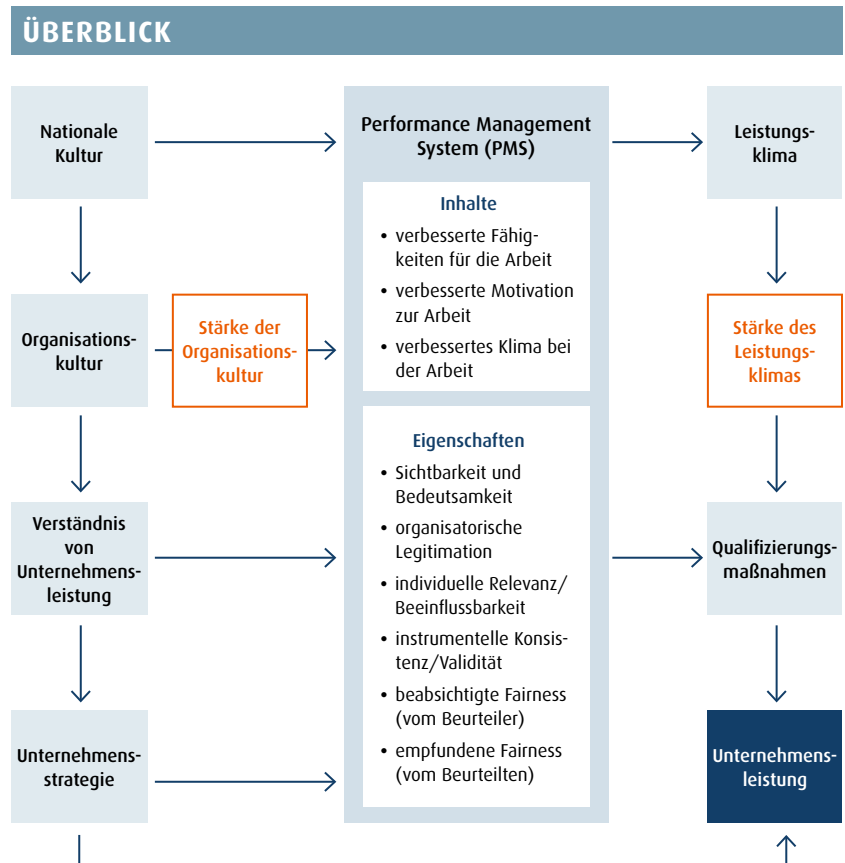 ÜBERBLICK
Nationale
Kultur
Organisations-
kultur
Stärke der
Organisations-
kultur
Verständnis
von
Unternehmens-
leistung
Unternehmens-
strategie
Performance Management
System (PMS)
Inhalte
• verbesserte Fähig-
keiten für die Arbeit
• verbesserte Motivation
zur Arbeit
• verbessertes Klima bei
der Arbeit
Eigenschaften
• Sichtbarkeit und
Bedeutsamkeit
• organisatorische
Legitimation
• individuelle Relevanz/
Beeinflussbarkeit
• instrumentelle Konsis-
tenz/Validität
• beabsichtigte Fairness
(vom Beurteiler)
• empfundene Fairness
(vom Beurteilten)
Leistungs-
klima
Stärke des
Leistungs-
klimas
Qualifizierungs-
maßnahmen
Unternehmens-
leistung